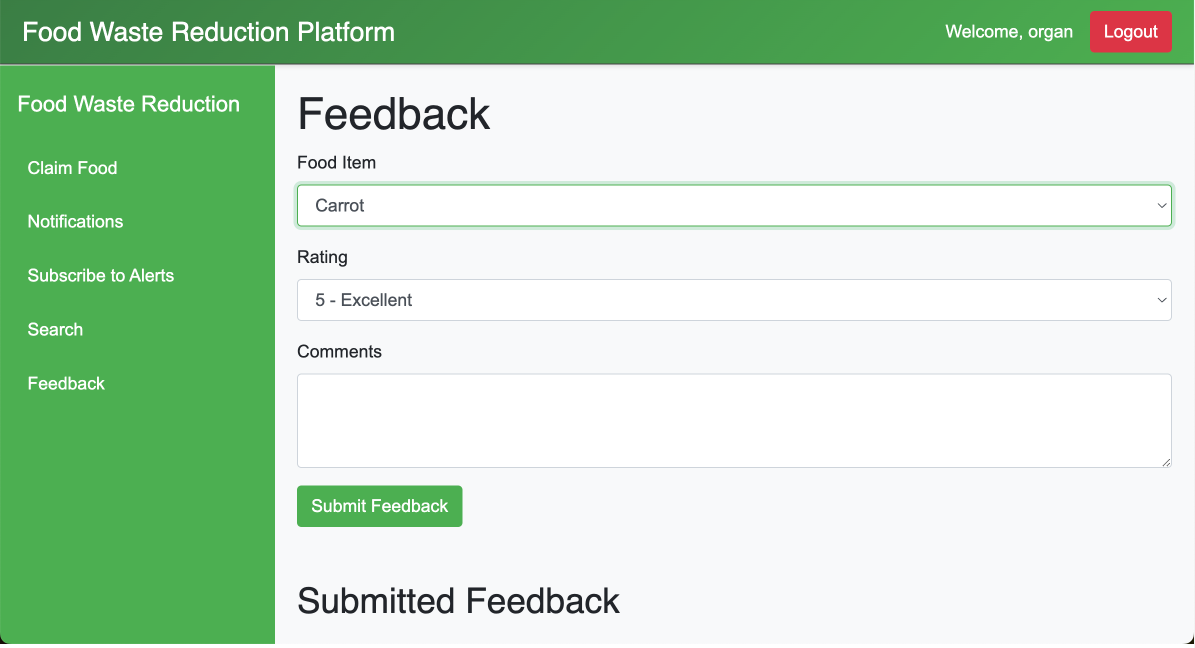 Food Waste Reduction Platform
Welcome, organ
Logout
Food Waste Reduction
Claim Food
Notifications
Subscribe to Alerts
Search
Feedback
Feedback
Food Item
Carrot
Rating
5 - Excellent
Comments
Submit Feedback
Submitted Feedback